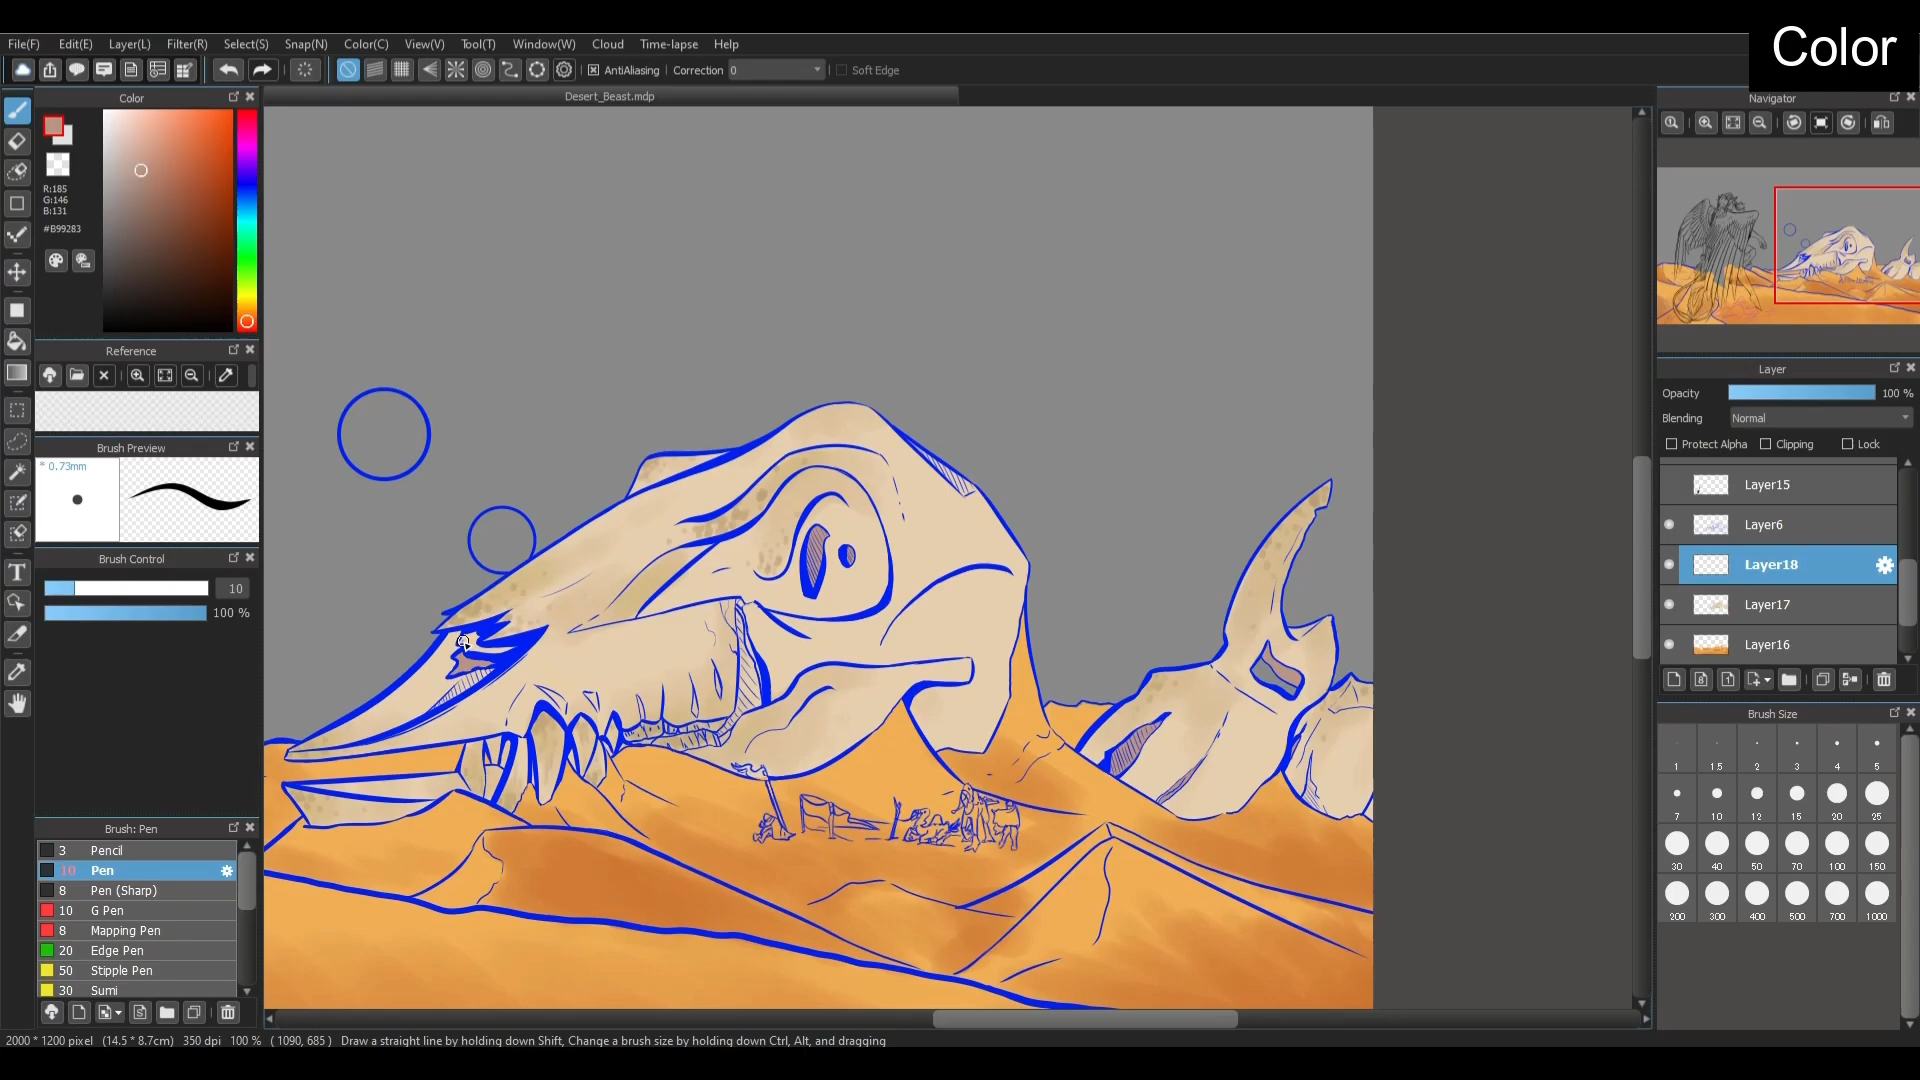 Color
File(F) Edit(E) Layer(L) Filter(R) Select(S) Snap(N) Color(C) View(V) Tool(T) Window(W) Cloud Time-lapse Help
AntiAliasing Correction 0 Soft Edge
Color
Desert_Beast.mdp
Navigator
R:185
G:146
B:131
#B99283
Reference
Brush Preview
* 0.73mm
Brush Control
10
100 %
Layer
Opacity 100 %
Blending Normal
Protect Alpha Clipping Lock
Layer15
Layer6
Layer18
Layer17
Layer16
Brush Size
1 1.5 2 3 4 5
7 10 12 15 20 25
30 40 50 70 100 150
200 300 400 500 700 1000
Brush: Pen
3 Pencil
10 Pen
8 Pen (Sharp)
10 G Pen
8 Mapping Pen
20 Edge Pen
50 Stipple Pen
30 Sumi
2000 * 1200 pixel (14.5 * 8.7cm) 350 dpi 100 % ( 1090, 685 ) Draw a straight line by holding down Shift, Change a brush size by holding down Ctrl, Alt, and dragging